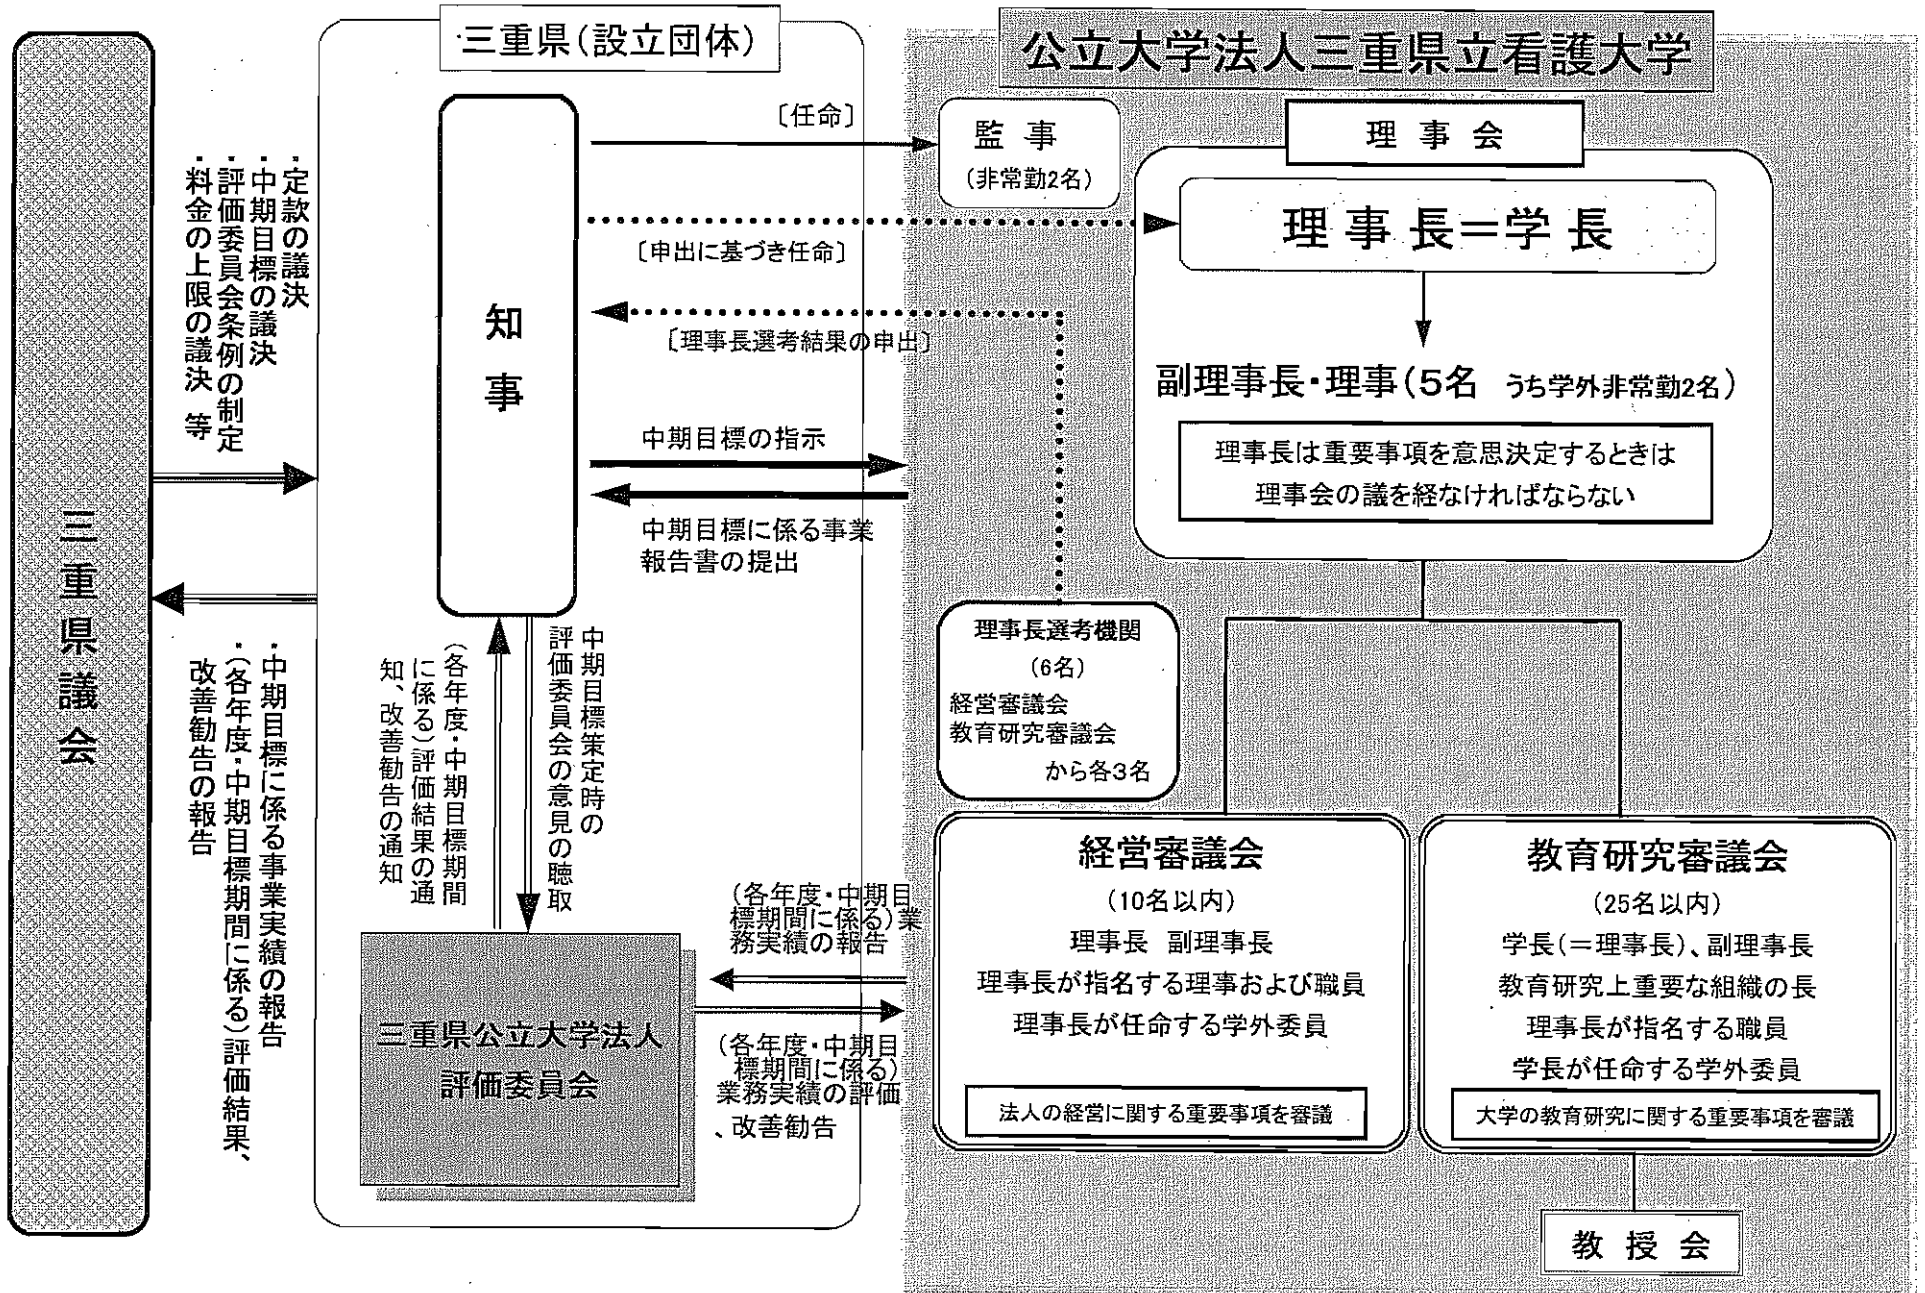 三重県議会
・定款の議決
・中期目標の議決
・評価委員会条例の制定
・料金の上限の議決 等
・中期目標に係る事業実績の報告
・(各年度・中期目標期間に係る)評価結果、
改善勧告の報告
三重県(設立団体)
知事
〔任命〕
〔申出に基づき任命〕
〔理事長選考結果の申出〕
中期目標の指示
中期目標に係る事業
報告書の提出
中期目標策定時の
評価委員会の意見の聴取
(各年度・中期目標期間
に係る)評価結果の通
知、改善勧告の通知
三重県公立大学法人
評価委員会
(各年度・中期目
標期間に係る)業
務実績の報告
(各年度・中期目
標期間に係る)
業務実績の評価
、改善勧告
公立大学法人三重県立看護大学
監事
(非常勤2名)
理事会
理事長=学長
副理事長・理事(5名 うち学外非常勤2名)
理事長は重要事項を意思決定するときは
理事会の議を経なければならない
理事長選考機関
(6名)
経営審議会
教育研究審議会
から各3名
経営審議会
(10名以内)
理事長 副理事長
理事長が指名する理事および職員
理事長が任命する学外委員
法人の経営に関する重要事項を審議
教育研究審議会
(25名以内)
学長(=理事長)、副理事長
教育研究上重要な組織の長
理事長が指名する職員
学長が任命する学外委員
大学の教育研究に関する重要事項を審議
教授会